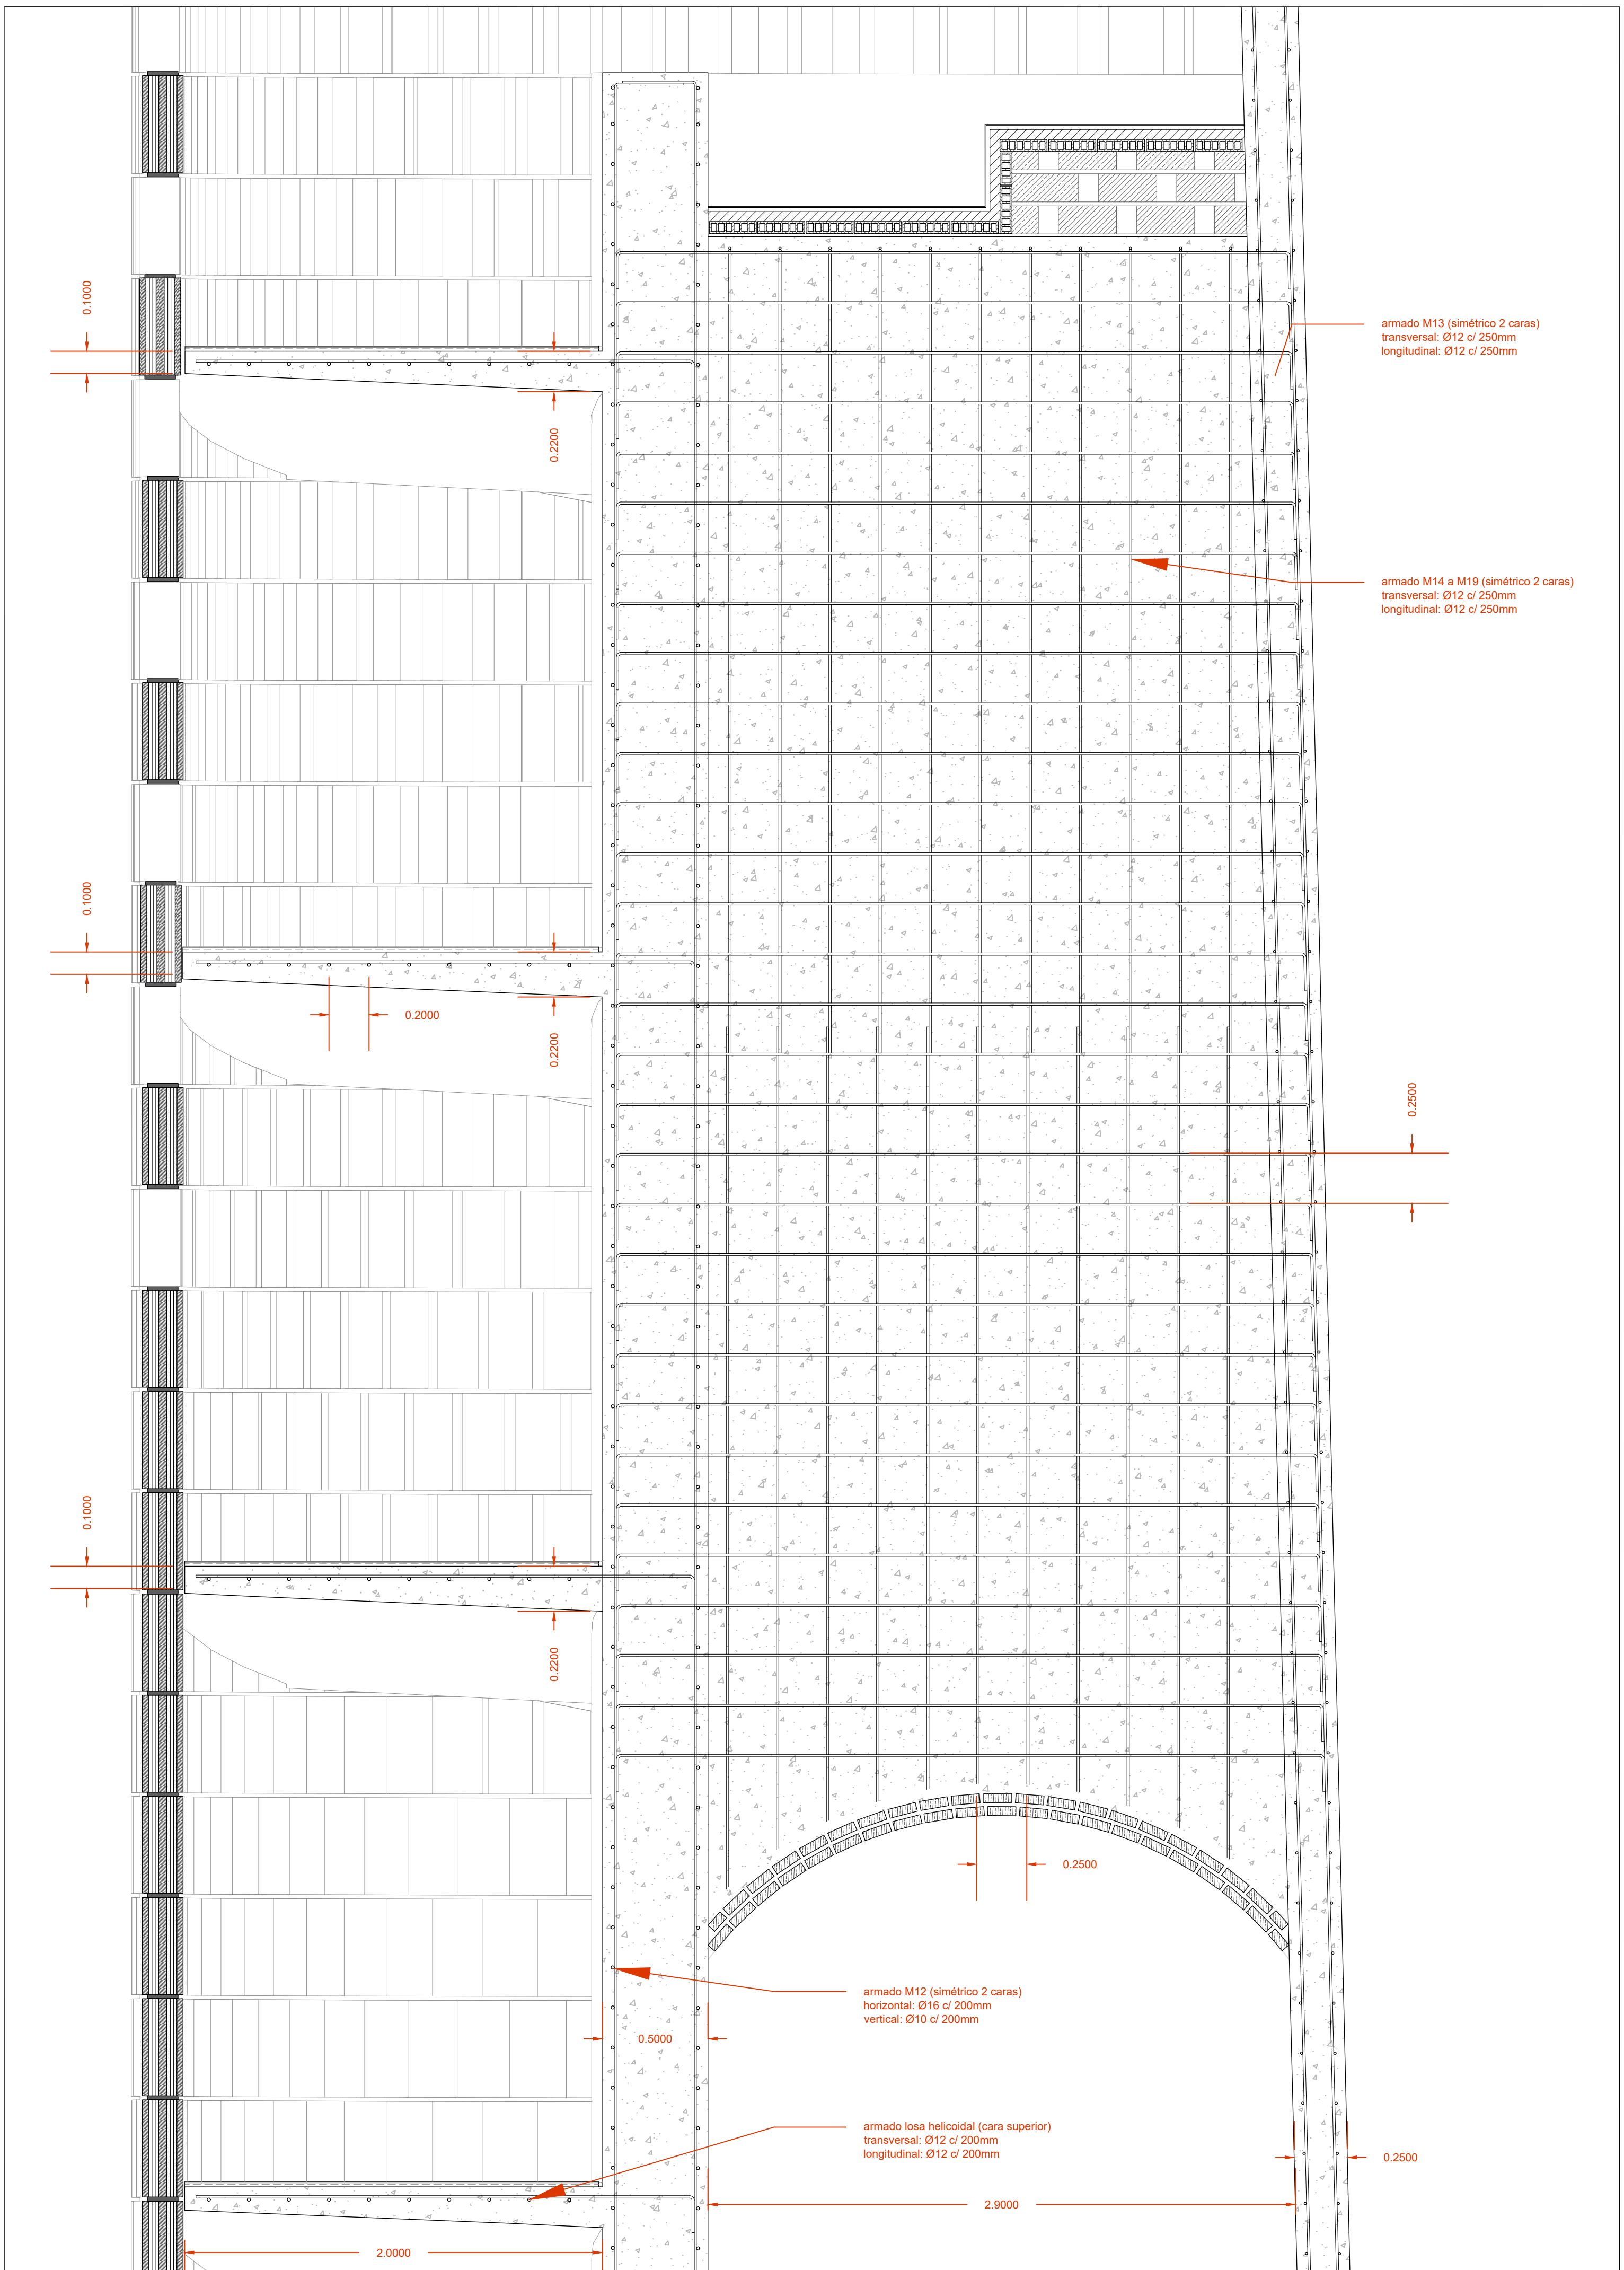 0.1000
armado M13 (simétrico 2 caras)
transversal: Ø12 c/ 250mm
longitudinal: Ø12 c/ 250mm
0.2200
armado M14 a M19 (simétrico 2 caras)
transversal: Ø12 c/ 250mm
longitudinal: Ø12 c/ 250mm
0.1000
0.2000
0.2200
0.2500
0.1000
0.2200
0.2500
armado M12 (simétrico 2 caras)
horizontal: Ø16 c/ 200mm
vertical: Ø10 c/ 200mm
0.5000
armado losa helicoidal (cara superior)
transversal: Ø12 c/ 200mm
longitudinal: Ø12 c/ 200mm
0.2500
2.9000
2.0000